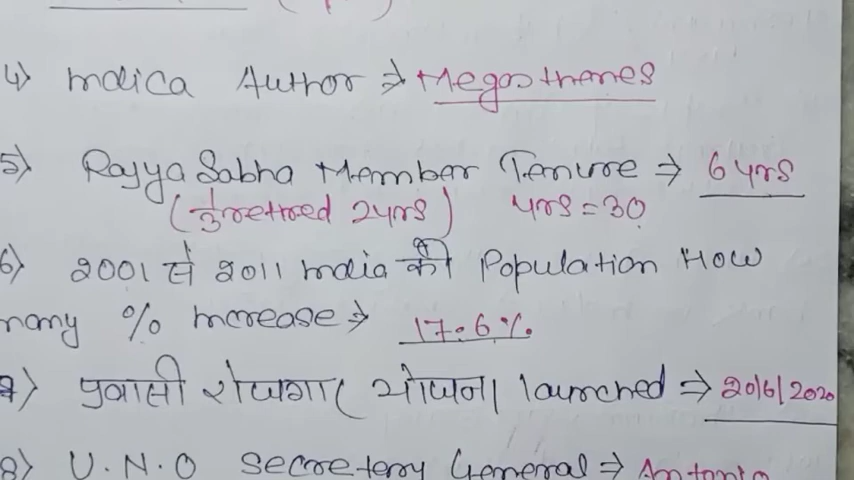 4) Indica Author ⇒ Megasthenes
5) Rajya Sabha Member Tenure ⇒ 6 yrs
(1/3 retired 2 yrs) yrs = 30
6) 2001 से 2011 India की Population How
many % increase ⇒ 17.6%.
7) प्रवासी रोजगार योजना launched ⇒ 20/6/2020
8) U.N.O Secretery General ⇒ Antonio